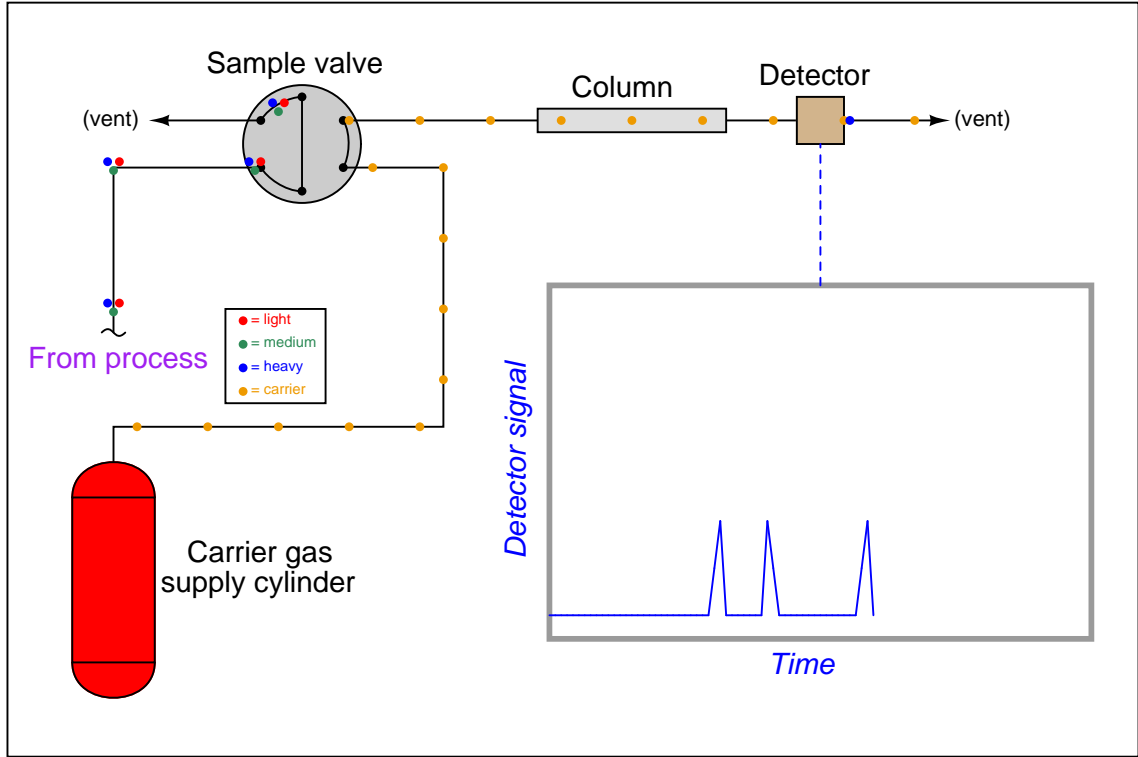 Sample valve
Column
Detector
(vent)
(vent)
= light
= medium
= heavy
= carrier
From process
Carrier gas
supply cylinder
Detector signal
Time